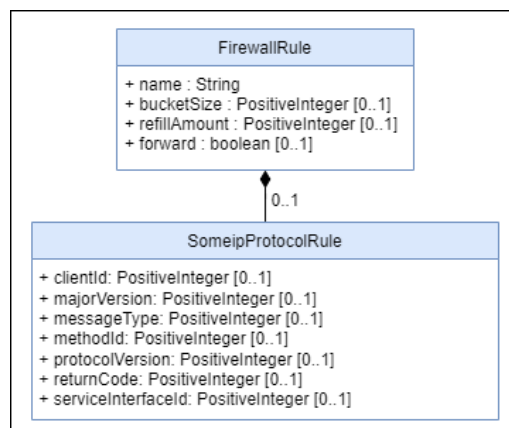 FirewallRule
+ name : String
+ bucketSize : PositiveInteger [0..1]
+ refillAmount : PositiveInteger [0..1]
+ forward : boolean [0..1]
0..1
SomeipProtocolRule
+ clientId: PositiveInteger [0..1]
+ majorVersion: PositiveInteger [0..1]
+ messageType: PositiveInteger [0..1]
+ methodId: PositiveInteger [0..1]
+ protocolVersion: PositiveInteger [0..1]
+ returnCode: PositiveInteger [0..1]
+ serviceInterfaceId: PositiveInteger [0..1]